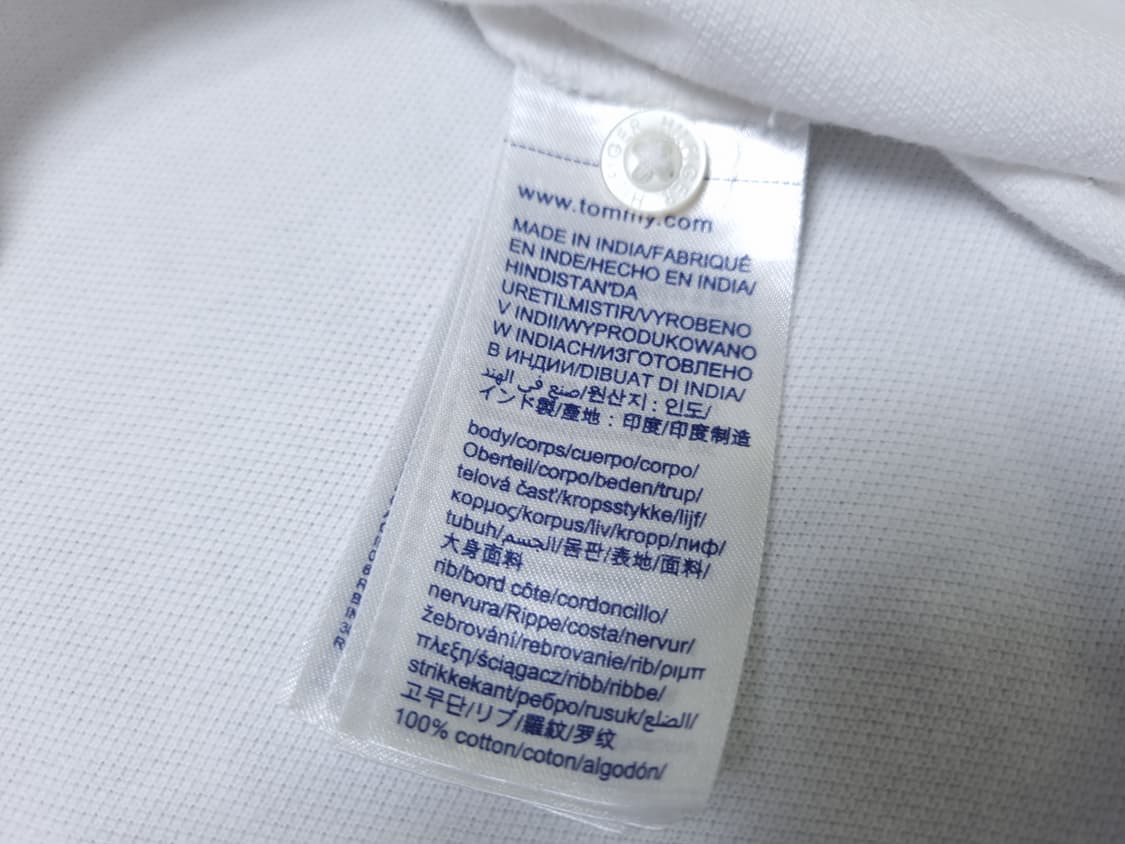 HILFIGER
www.tommy.com
MADE IN INDIA/FABRIQUÉ
EN INDE/HECHO EN INDIA/
HINDISTAN'DA
URETILMISTIR/VYROBENO
V INDII/WYPRODUKOWANO
W INDIACH/ИЗГОТОВЛЕНО
В ИНДИИ/DIBUAT DI INDIA/
صنع في الهند/원산지 : 인도/
インド製/產地 : 印度/印度制造
body/corps/cuerpo/corpo/
Oberteil/corpo/beden/trup/
telová časť/kropsstykke/lijf/
κορμος/korpus/liv/kropp/лиф/
tubuh/الجسم/몸판/表地/面料/
大身面料
rib/bord côte/cordoncillo/
nervura/Rippe/costa/nervur/
žebrování/rebrovanie/rib/ριμπ
πλεξη/ściągacz/ribb/ribbe/
strikkekant/ребро/rusuk/الضلع/
고무단/リブ/羅紋/罗纹
100% cotton/coton/algodón/